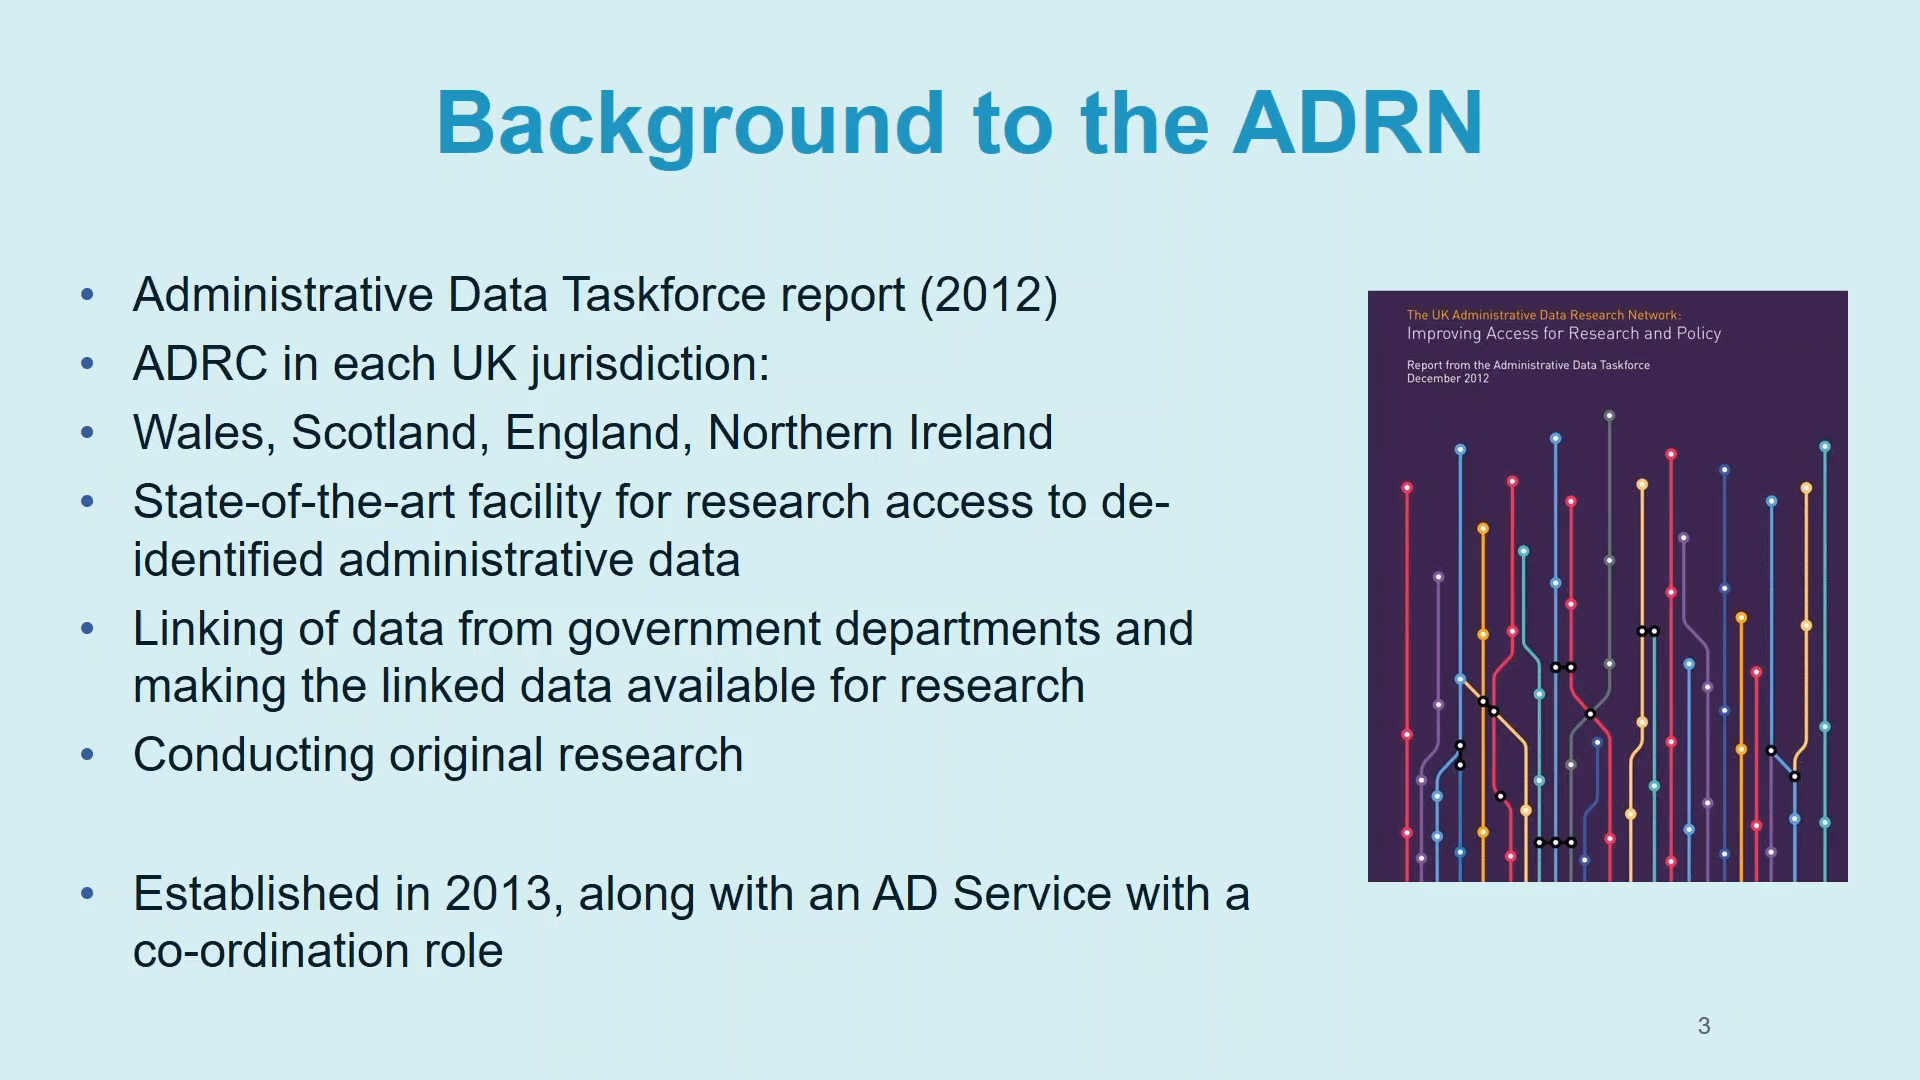 Background to the ADRN
• Administrative Data Taskforce report (2012)
• ADRC in each UK jurisdiction:
• Wales, Scotland, England, Northern Ireland
• State-of-the-art facility for research access to de-
identified administrative data
• Linking of data from government departments and
making the linked data available for research
• Conducting original research
• Established in 2013, along with an AD Service with a
co-ordination role
The UK Administrative Data Research Network:
Improving Access for Research and Policy
Report from the Administrative Data Taskforce
December 2012
3